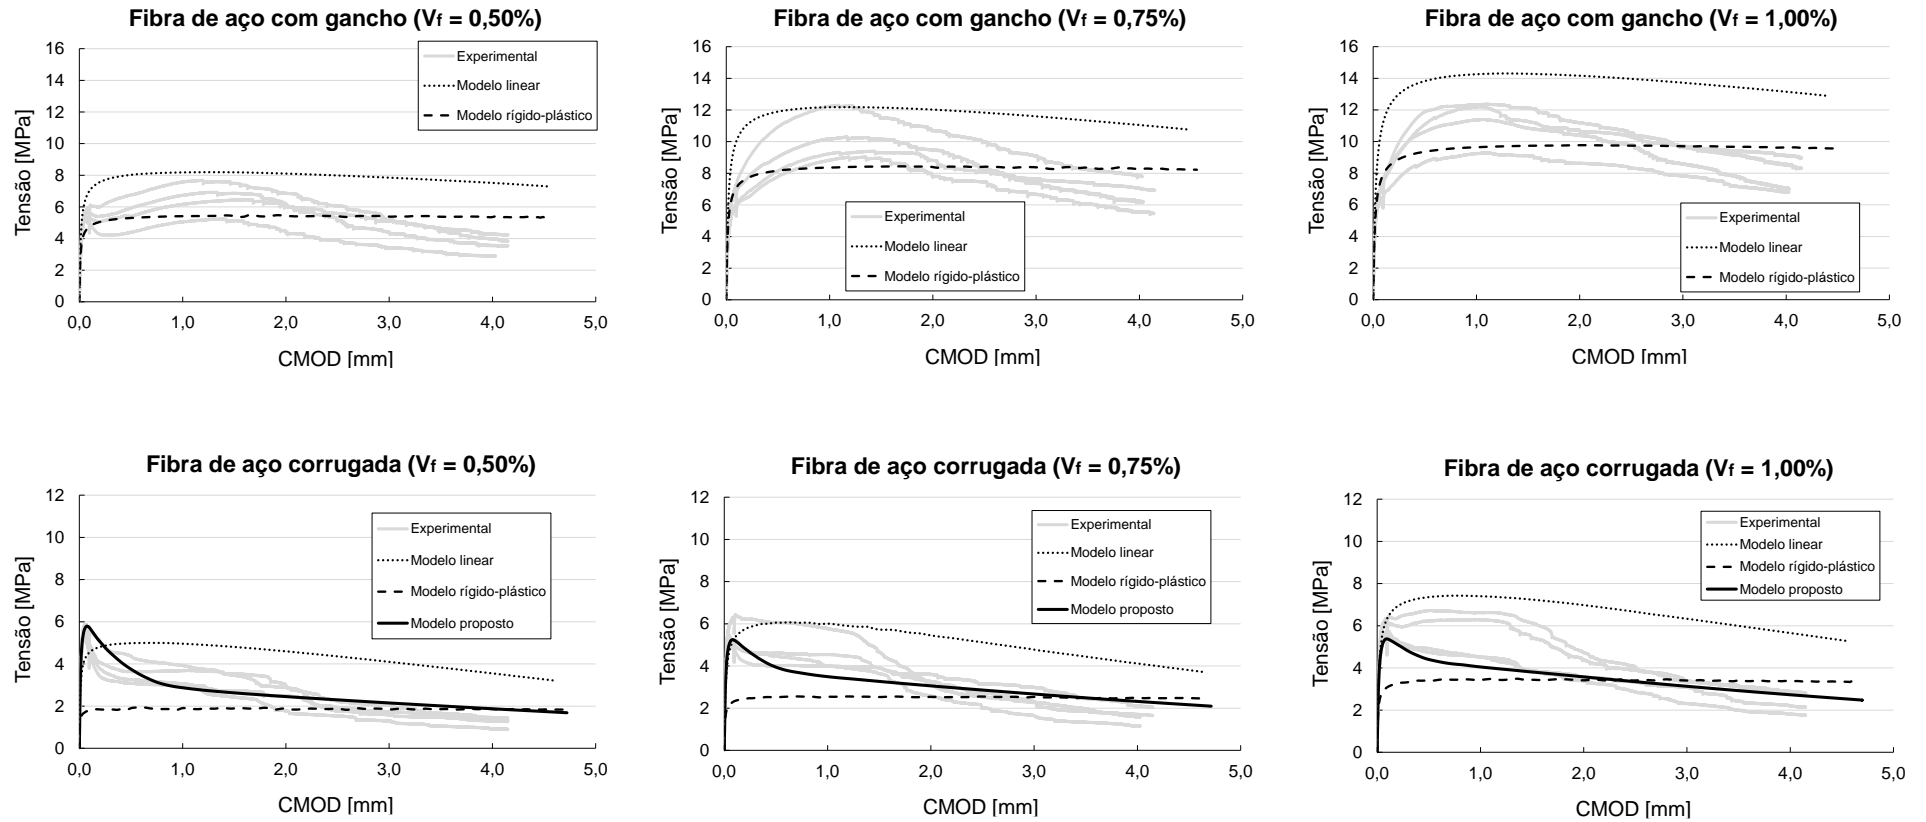 Fibra de aço com gancho (Vf = 0,50%)
16
14
12
10
8
6
4
2
0
Tensão [MPa]
Experimental
Modelo linear
Modelo rígido-plástico
0,0 1,0 2,0 3,0 4,0 5,0
CMOD [mm]
Fibra de aço com gancho (Vf = 0,75%)
16
14
12
10
8
6
4
2
0
Tensão [MPa]
Experimental
Modelo linear
Modelo rígido-plástico
0,0 1,0 2,0 3,0 4,0 5,0
CMOD [mm]
Fibra de aço com gancho (Vf = 1,00%)
16
14
12
10
8
6
4
2
0
Tensão [MPa]
Experimental
Modelo linear
Modelo rígido-plástico
0,0 1,0 2,0 3,0 4,0 5,0
CMOD [mm]
Fibra de aço corrugada (Vf = 0,50%)
12
10
8
6
4
2
0
Tensão [MPa]
Experimental
Modelo linear
Modelo rígido-plástico
Modelo proposto
0,0 1,0 2,0 3,0 4,0 5,0
CMOD [mm]
Fibra de aço corrugada (Vf = 0,75%)
12
10
8
6
4
2
0
Tensão [MPa]
Experimental
Modelo linear
Modelo rígido-plástico
Modelo proposto
0,0 1,0 2,0 3,0 4,0 5,0
CMOD [mm]
Fibra de aço corrugada (Vf = 1,00%)
12
10
8
6
4
2
0
Tensão [MPa]
Experimental
Modelo linear
Modelo rígido-plástico
Modelo proposto
0,0 1,0 2,0 3,0 4,0 5,0
CMOD [mm]